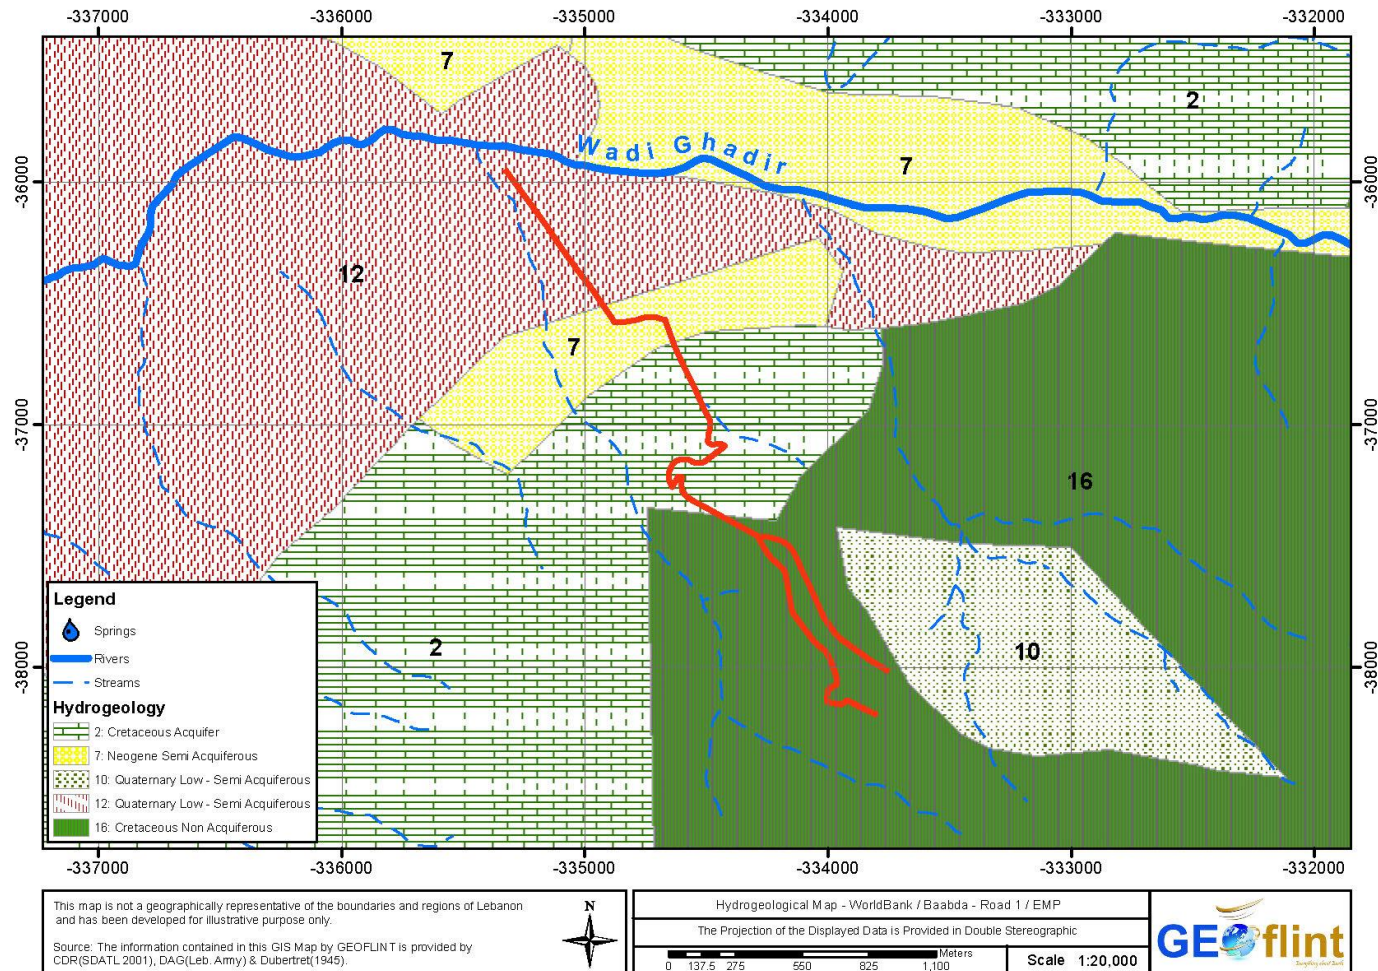 -337000 -336000 -335000 -334000 -333000 -332000
7
2
Wadi Ghadir
7
-36000 -36000
12
7
-37000 -37000
16
Legend
Springs
Rivers
Streams
Hydrogeology
2: Cretaceous Acquifer
7: Neogene Semi Acquiferous
10: Quaternary Low - Semi Acquiferous
12: Quaternary Low - Semi Acquiferous
16: Cretaceous Non Acquiferous
2
10
-38000 -38000
-337000 -336000 -335000 -334000 -333000 -332000
This map is not a geographically representative of the boundaries and regions of Lebanon
and has been developed for illustrative purpose only.
Source: The information contained in this GIS Map by GEOFLINT is provided by
CDR(SDATL 2001), DAG(Leb. Army) & Dubertret(1945).
N
Hydrogeological Map - WorldBank / Baabda - Road 1 / EMP
The Projection of the Displayed Data is Provided in Double Stereographic
Meters
0 137.5 275 550 825 1,100
Scale 1:20,000
GEOflint